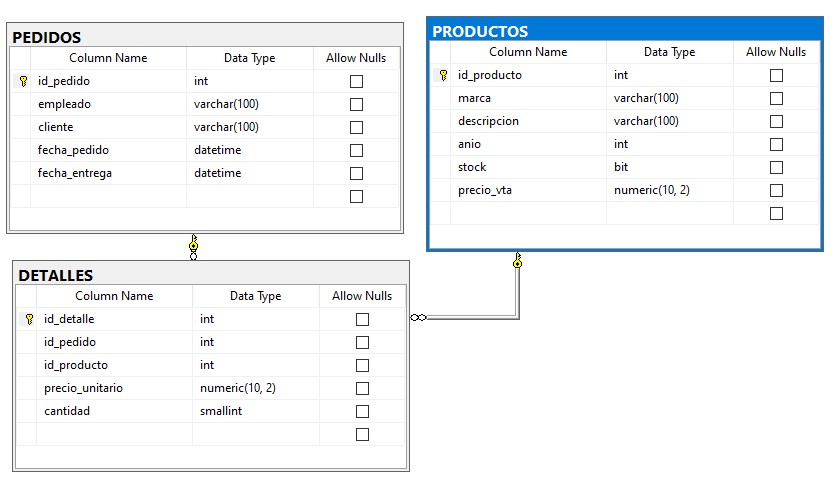 PEDIDOS
Column Name Data Type Allow Nulls
id_pedido int
empleado varchar(100)
cliente varchar(100)
fecha_pedido datetime
fecha_entrega datetime
PRODUCTOS
Column Name Data Type Allow Nulls
id_producto int
marca varchar(100)
descripcion varchar(100)
anio int
stock bit
precio_vta numeric(10, 2)
DETALLES
Column Name Data Type Allow Nulls
id_detalle int
id_pedido int
id_producto int
precio_unitario numeric(10, 2)
cantidad smallint